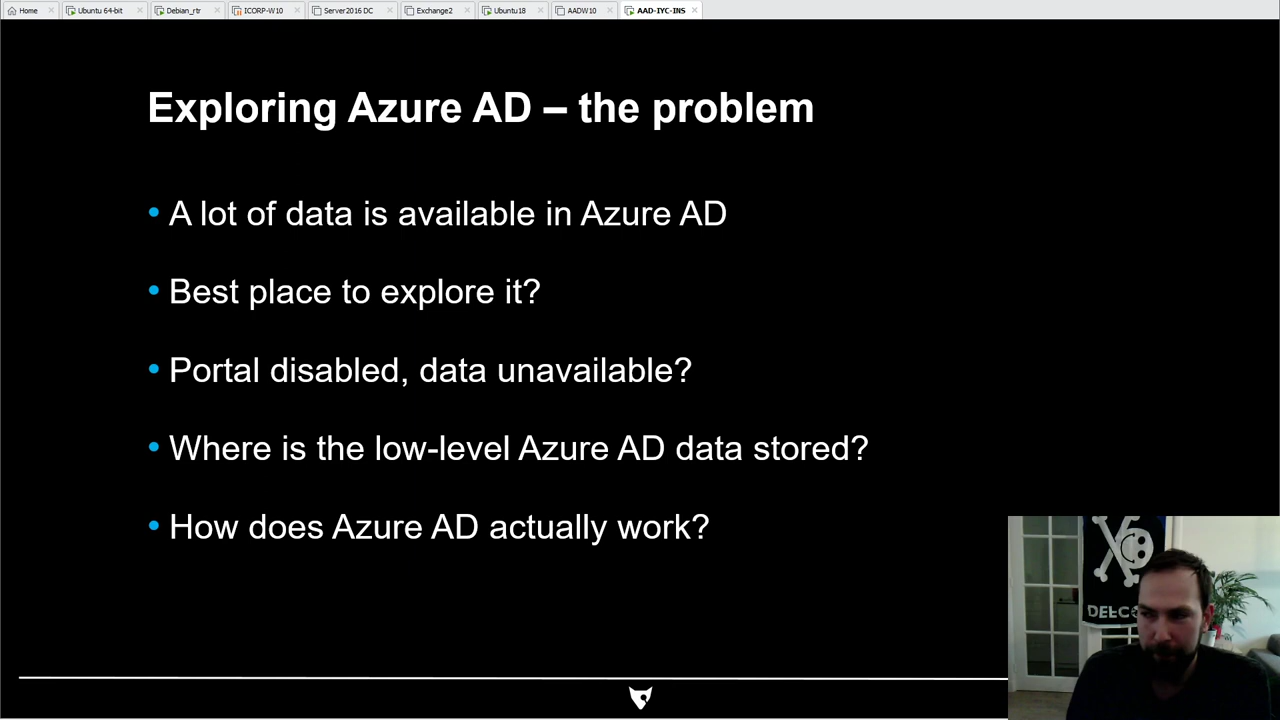 Home
Ubuntu 64-bit
Debian_rtr
ICORP-W10
Server2016 DC
Exchange2
Ubuntu18
AADW10
AAD-IYC-INS
Exploring Azure AD – the problem
• A lot of data is available in Azure AD
• Best place to explore it?
• Portal disabled, data unavailable?
• Where is the low-level Azure AD data stored?
• How does Azure AD actually work?